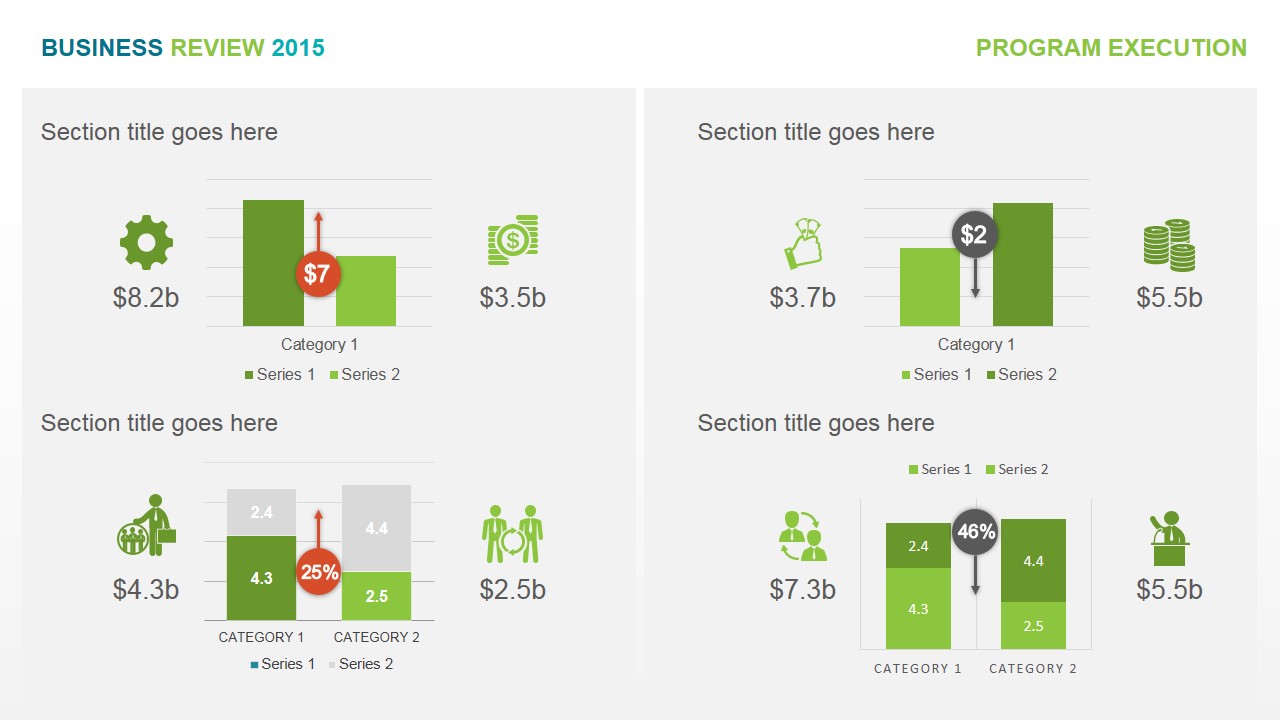 BUSINESS REVIEW 2015
PROGRAM EXECUTION
Section title goes here
$8.2b
$7
$3.5b
Category 1
Series 1 Series 2
Section title goes here
$3.7b
$2
$5.5b
Category 1
Series 1 Series 2
Section title goes here
$4.3b
2.4
4.3
25%
4.4
2.5
$2.5b
CATEGORY 1 CATEGORY 2
Series 1 Series 2
Section title goes here
Series 1 Series 2
$7.3b
2.4
4.3
46%
4.4
2.5
$5.5b
CATEGORY 1 CATEGORY 2